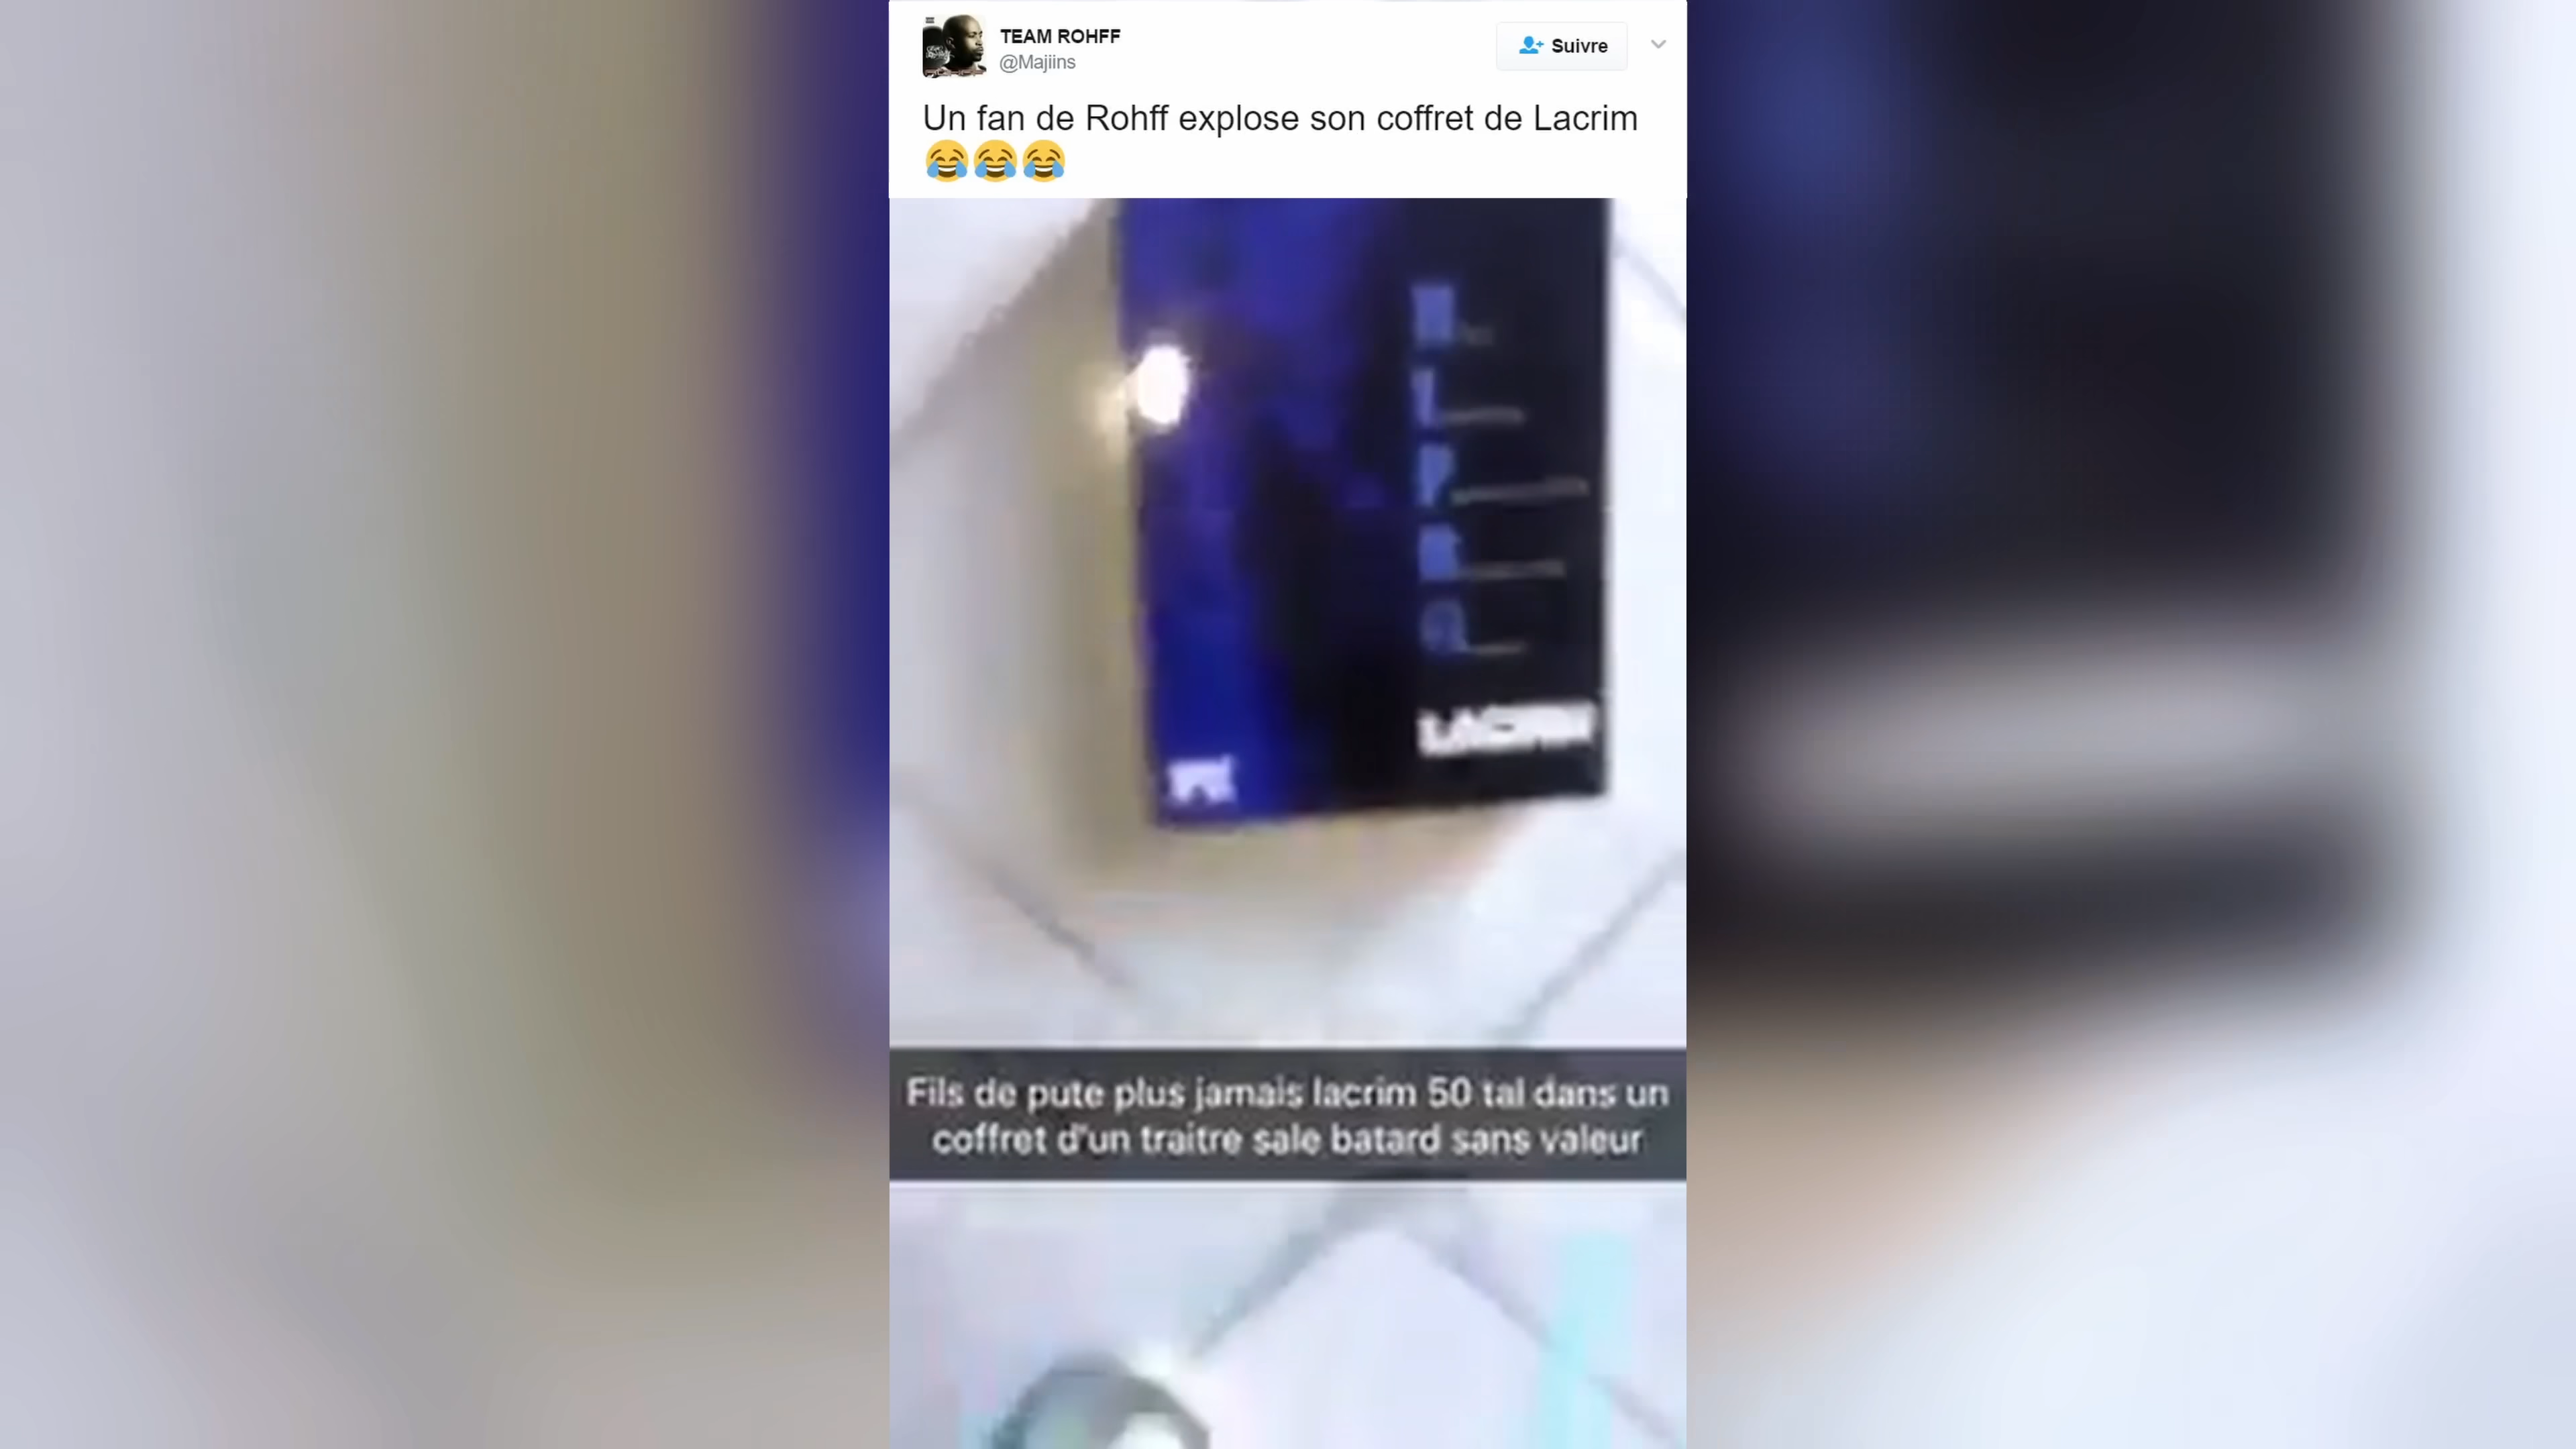 TEAM ROHFF
@Majiins
Suivre
Un fan de Rohff explose son coffret de Lacrim
😂😂😂
LACRIM
Fils de pute plus jamais lacrim 50 tal dans un
coffret d'un traitre sale batard sans valeur